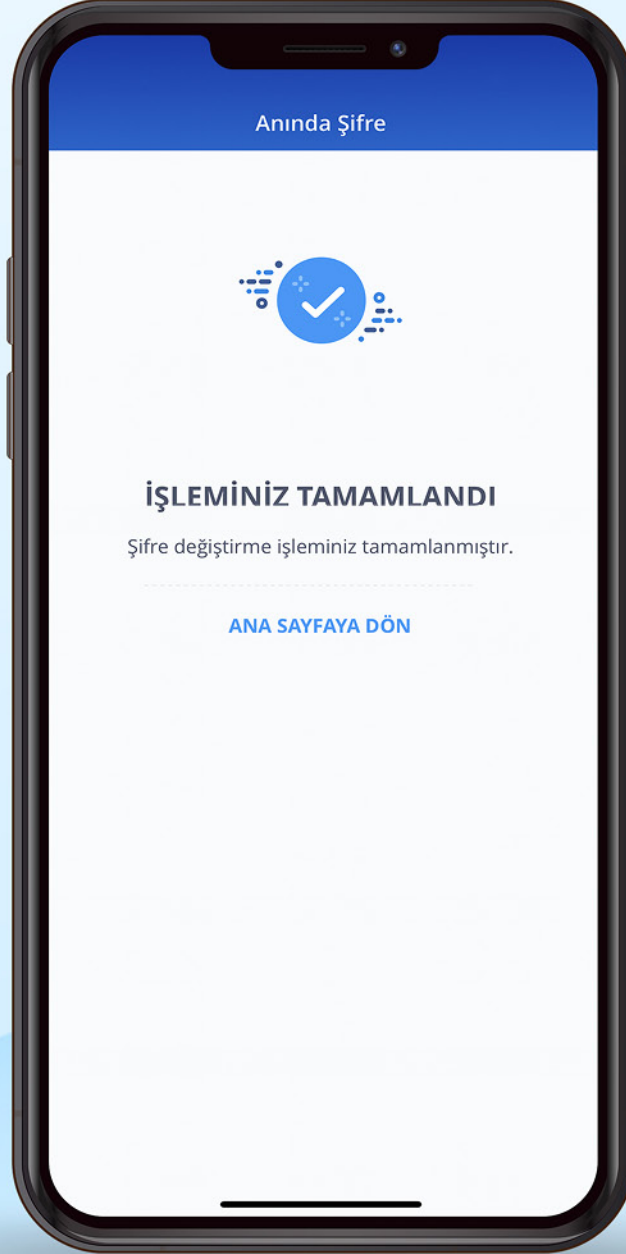 Anında Şifre
İŞLEMİNİZ TAMAMLANDI
Şifre değiştirme işleminiz tamamlanmıştır.
ANA SAYFAYA DÖN